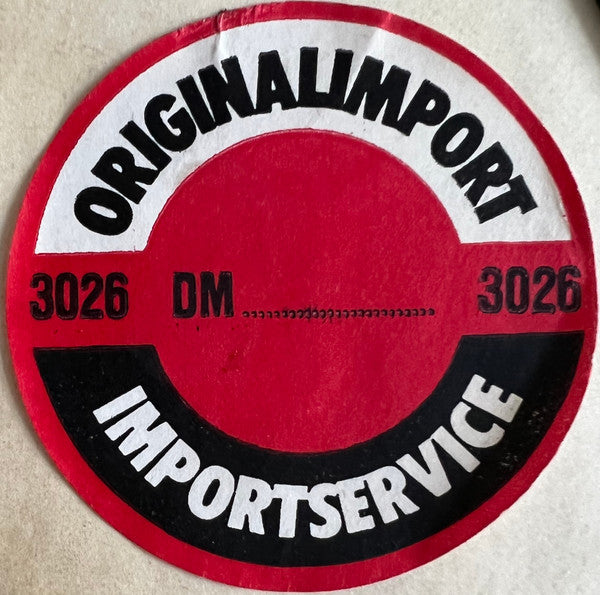 ORIGINALIMPORT
3026 DM........................ 3026
IMPORTSERVICE